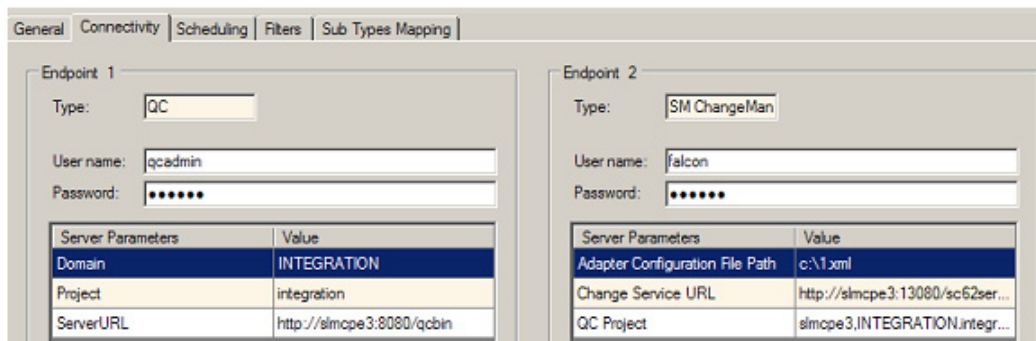 General Connectivity Scheduling Filters Sub Types Mapping
Endpoint 1
Type: QC
User name: qcadmin
Password: ●●●●●●
Server Parameters Value
Domain INTEGRATION
Project integration
ServerURL http://slmcpe3:8080/qcbin
Endpoint 2
Type: SM ChangeMan
User name: falcon
Password: ●●●●●●
Server Parameters Value
Adapter Configuration File Path c:\1.xml
Change Service URL http://slmcpe3:13080/sc62ser...
QC Project slmcpe3,INTEGRATION.integr...